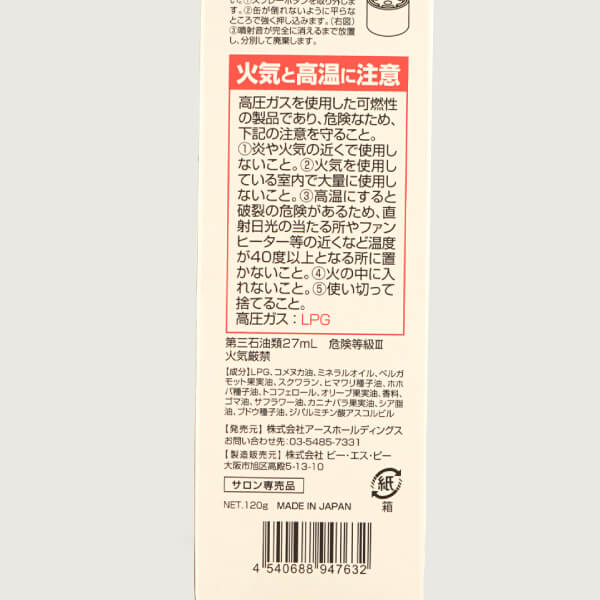 す。①スプレーボタンを取り外しま
す。②缶が倒れないように平らな
ところで強く押し込みます。(右図)
③噴射音が完全に消えるまで放置
し、分別して廃棄します。
火気と高温に注意
高圧ガスを使用した可燃性
の製品であり、危険なため、
下記の注意を守ること。
①炎や火気の近くで使用し
ないこと。②火気を使用し
ている室内で大量に使用し
ないこと。③高温にすると
破裂の危険があるため、直
射日光の当たる所やファン
ヒーター等の近くなど温度
が40度以上となる所に置
かないこと。④火の中に入
れないこと。⑤使い切って
捨てること。
高圧ガス：LPG
第三石油類27mL 危険等級Ⅲ
火気厳禁
【成分】LPG、コメヌカ油、ミネラルオイル、ベルガ
モット果実油、スクワラン、ヒマワリ種子油、ホホ
バ種子油、トコフェロール、オリーブ果実油、香料、
ゴマ油、サフラワー油、カニナバラ果実油、シア脂
油、ブドウ種子油、ジパルミチン酸アスコルビル
【発売元】株式会社アースホールディングス
お問い合わせ先：03-5485-7331
【製造販売元】株式会社 ビー・エス・ピー
大阪市旭区高殿5-13-10
サロン専売品
紙
箱
NET.120g MADE IN JAPAN
4 540688 947632